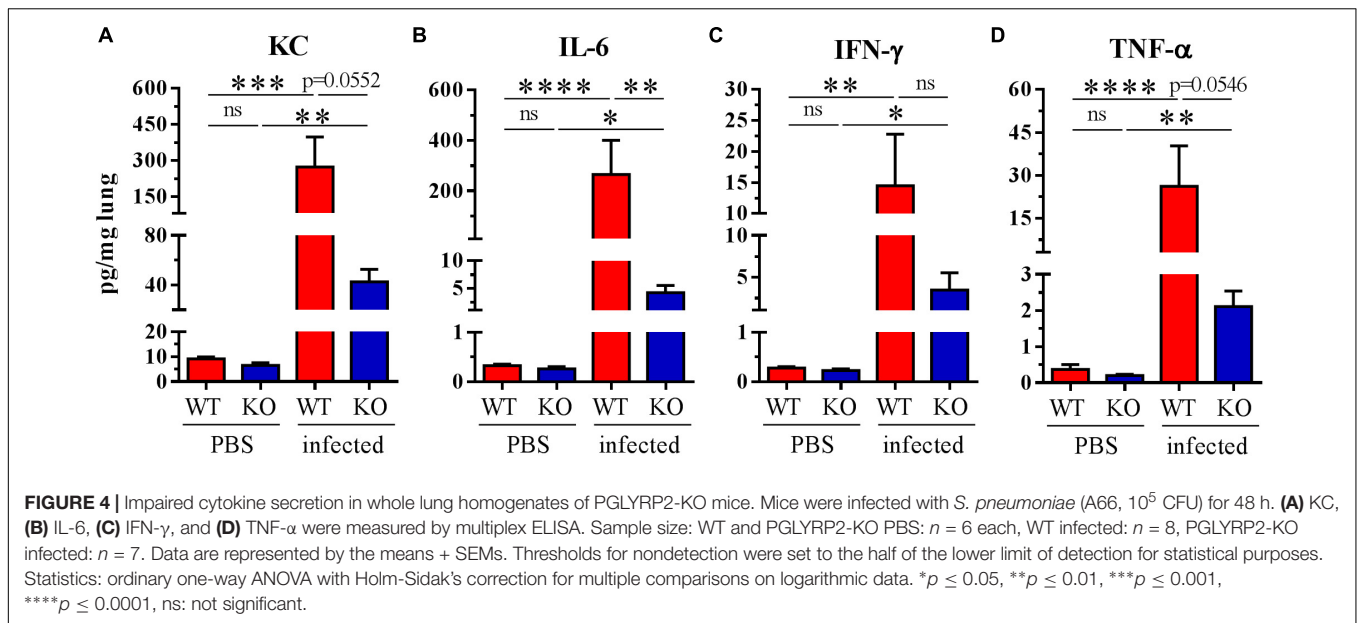 A
KC
*** p=0.0552
ns **
600
450
300
150
80
40
20
10
0
pg/mg lung
WT KO WT KO
PBS infected
B
IL-6
**** **
ns *
600
400
200
10
5
1
0
WT KO WT KO
PBS infected
C
IFN-γ
** ns
ns *
30
25
20
15
10
5
1
0
WT KO WT KO
PBS infected
D
TNF-α
**** p=0.0546
ns **
60
45
30
15
3
2
1
0
WT KO WT KO
PBS infected
FIGURE 4 | Impaired cytokine secretion in whole lung homogenates of PGLYRP2-KO mice. Mice were infected with S. pneumoniae (A66, 10⁵ CFU) for 48 h. (A) KC,
(B) IL-6, (C) IFN-γ, and (D) TNF-α were measured by multiplex ELISA. Sample size: WT and PGLYRP2-KO PBS: n = 6 each, WT infected: n = 8, PGLYRP2-KO
infected: n = 7. Data are represented by the means + SEMs. Thresholds for nondetection were set to the half of the lower limit of detection for statistical purposes.
Statistics: ordinary one-way ANOVA with Holm-Sidak's correction for multiple comparisons on logarithmic data. *p ≤ 0.05, **p ≤ 0.01, ***p ≤ 0.001,
****p ≤ 0.0001, ns: not significant.